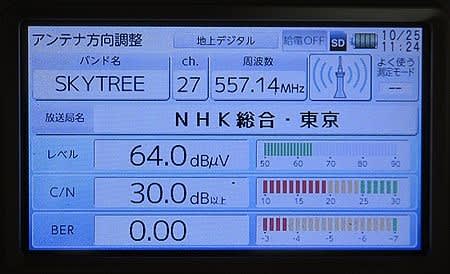 アンテナ方向調整 地上デジタル 給電OFF SD 10/25
11:24
バンド名 ch. 周波数 よく使う
測定モード
SKYTREE 27 557.14MHz --
放送局名 NHK総合・東京
レベル 64.0dBμV 50 60 70 80 90
C/N 30.0dB以上 10 15 20 25 30
BER 0.00 -3 -4 -5 -6 -7